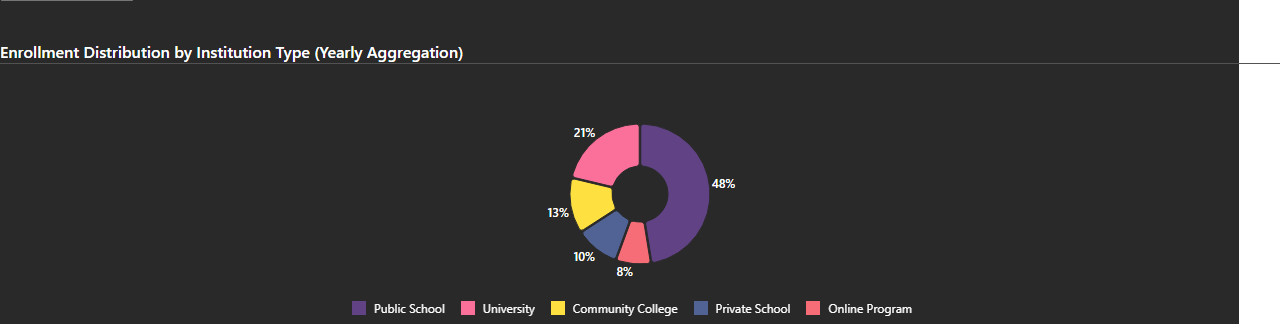 Enrollment Distribution by Institution Type (Yearly Aggregation)
21%
48%
13%
10%
8%
Public School University Community College Private School Online Program